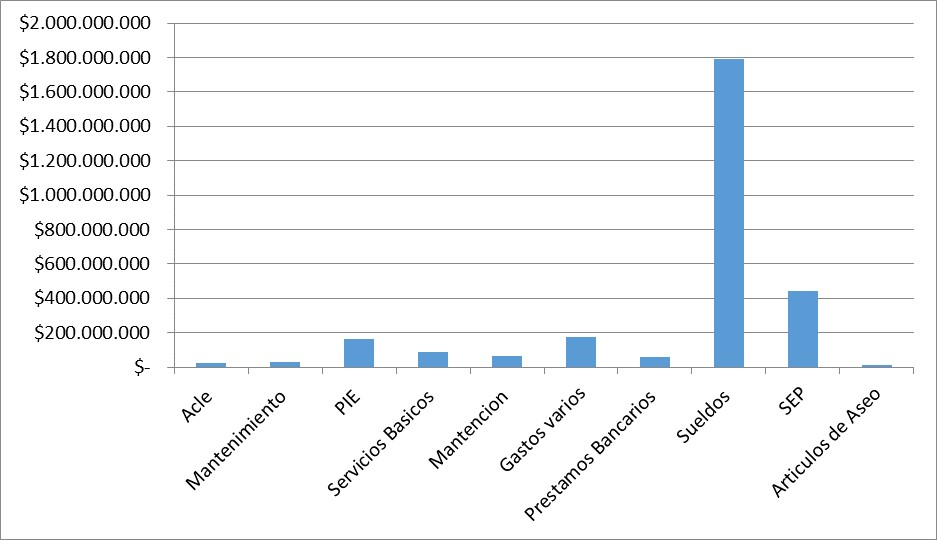 $2.000.000.000
$1.800.000.000
$1.600.000.000
$1.400.000.000
$1.200.000.000
$1.000.000.000
$800.000.000
$600.000.000
$400.000.000
$200.000.000
$-
Acle
Mantenimiento
PIE
Servicios Basicos
Mantencion
Gastos varios
Prestamos Bancarios
Sueldos
SEP
Articulos de Aseo